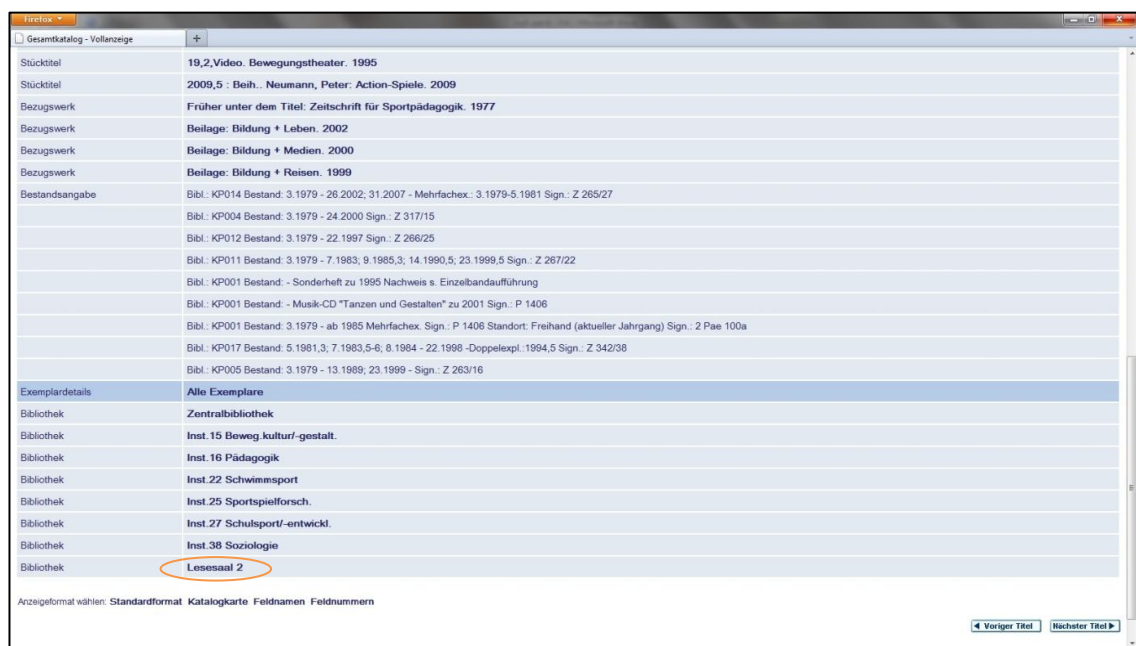 Firefox
Gesamtkatalog - Vollanzeige
Stücktitel 19,2,Video. Bewegungstheater. 1995
Stücktitel 2009,5 : Beih.. Neumann, Peter: Action-Spiele. 2009
Bezugswerk Früher unter dem Titel: Zeitschrift für Sportpädagogik. 1977
Bezugswerk Beilage: Bildung + Leben. 2002
Bezugswerk Beilage: Bildung + Medien. 2000
Bezugswerk Beilage: Bildung + Reisen. 1999
Bestandsangabe Bibl.: KP014 Bestand: 3.1979 - 26.2002; 31.2007 - Mehrfachex.: 3.1979-5.1981 Sign.: Z 265/27
Bibl.: KP004 Bestand: 3.1979 - 24.2000 Sign.: Z 317/15
Bibl.: KP012 Bestand: 3.1979 - 22.1997 Sign.: Z 266/25
Bibl.: KP011 Bestand: 3.1979 - 7.1983; 9.1985,3; 14.1990,5; 23.1999,5 Sign.: Z 267/22
Bibl.: KP001 Bestand: - Sonderheft zu 1995 Nachweis s. Einzelbandaufführung
Bibl.: KP001 Bestand: - Musik-CD "Tanzen und Gestalten" zu 2001 Sign.: P 1406
Bibl.: KP001 Bestand: 3.1979 - ab 1985 Mehrfachex. Sign.: P 1406 Standort: Freihand (aktueller Jahrgang) Sign.: 2 Pae 100a
Bibl.: KP017 Bestand: 5.1981,3; 7.1983,5-6; 8.1984 - 22.1998 -Doppelexpl.:1994,5 Sign.: Z 342/38
Bibl.: KP005 Bestand: 3.1979 - 13.1989; 23.1999 - Sign.: Z 263/16
Exemplardetails Alle Exemplare
Bibliothek Zentralbibliothek
Bibliothek Inst.15 Beweg.kultur/-gestalt.
Bibliothek Inst.16 Pädagogik
Bibliothek Inst.22 Schwimmsport
Bibliothek Inst.25 Sportspielforsch.
Bibliothek Inst.27 Schulsport/-entwickl.
Bibliothek Inst.38 Soziologie
Bibliothek Lesesaal 2
Anzeigeformat wählen: Standardformat Katalogkarte Feldnamen Feldnummern
Voriger Titel Nächster Titel